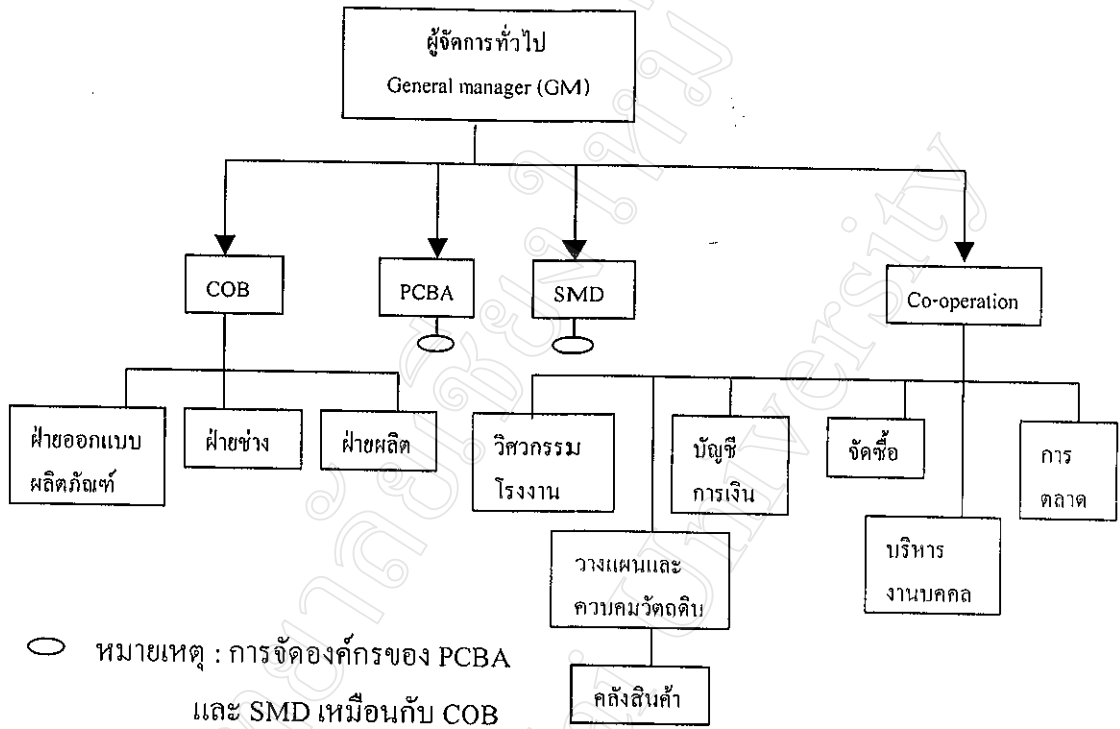 ผู้จัดการทั่วไป
General manager (GM)
COB
PCBA
SMD
Co-operation
ฝ่ายออกแบบ
ผลิตภัณฑ์
ฝ่ายช่าง
ฝ่ายผลิต
วิศวกรรม
โรงงาน
บัญชี
การเงิน
จัดซื้อ
การ
ตลาด
วางแผนและ
ควบคุมวัตถุดิบ
บริหาร
งานบุคคล
คลังสินค้า
หมายเหตุ : การจัดองค์กรของ PCBA
และ SMD เหมือนกับ COB
University